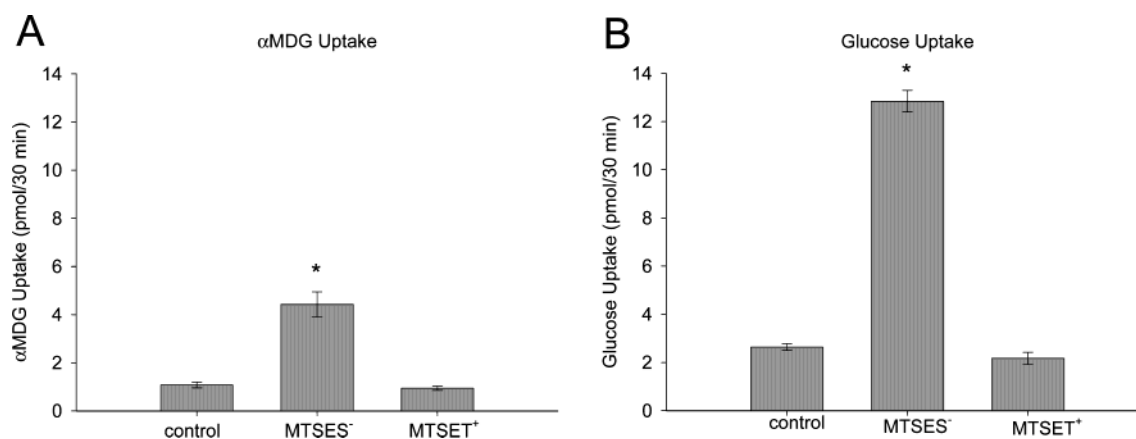 A
αMDG Uptake
αMDG Uptake (pmol/30 min)
14
12
10
8
6
4
2
0
*
control
MTSES⁻
MTSET⁺
B
Glucose Uptake
Glucose Uptake (pmol/30 min)
14
12
10
8
6
4
2
0
*
control
MTSES⁻
MTSET⁺